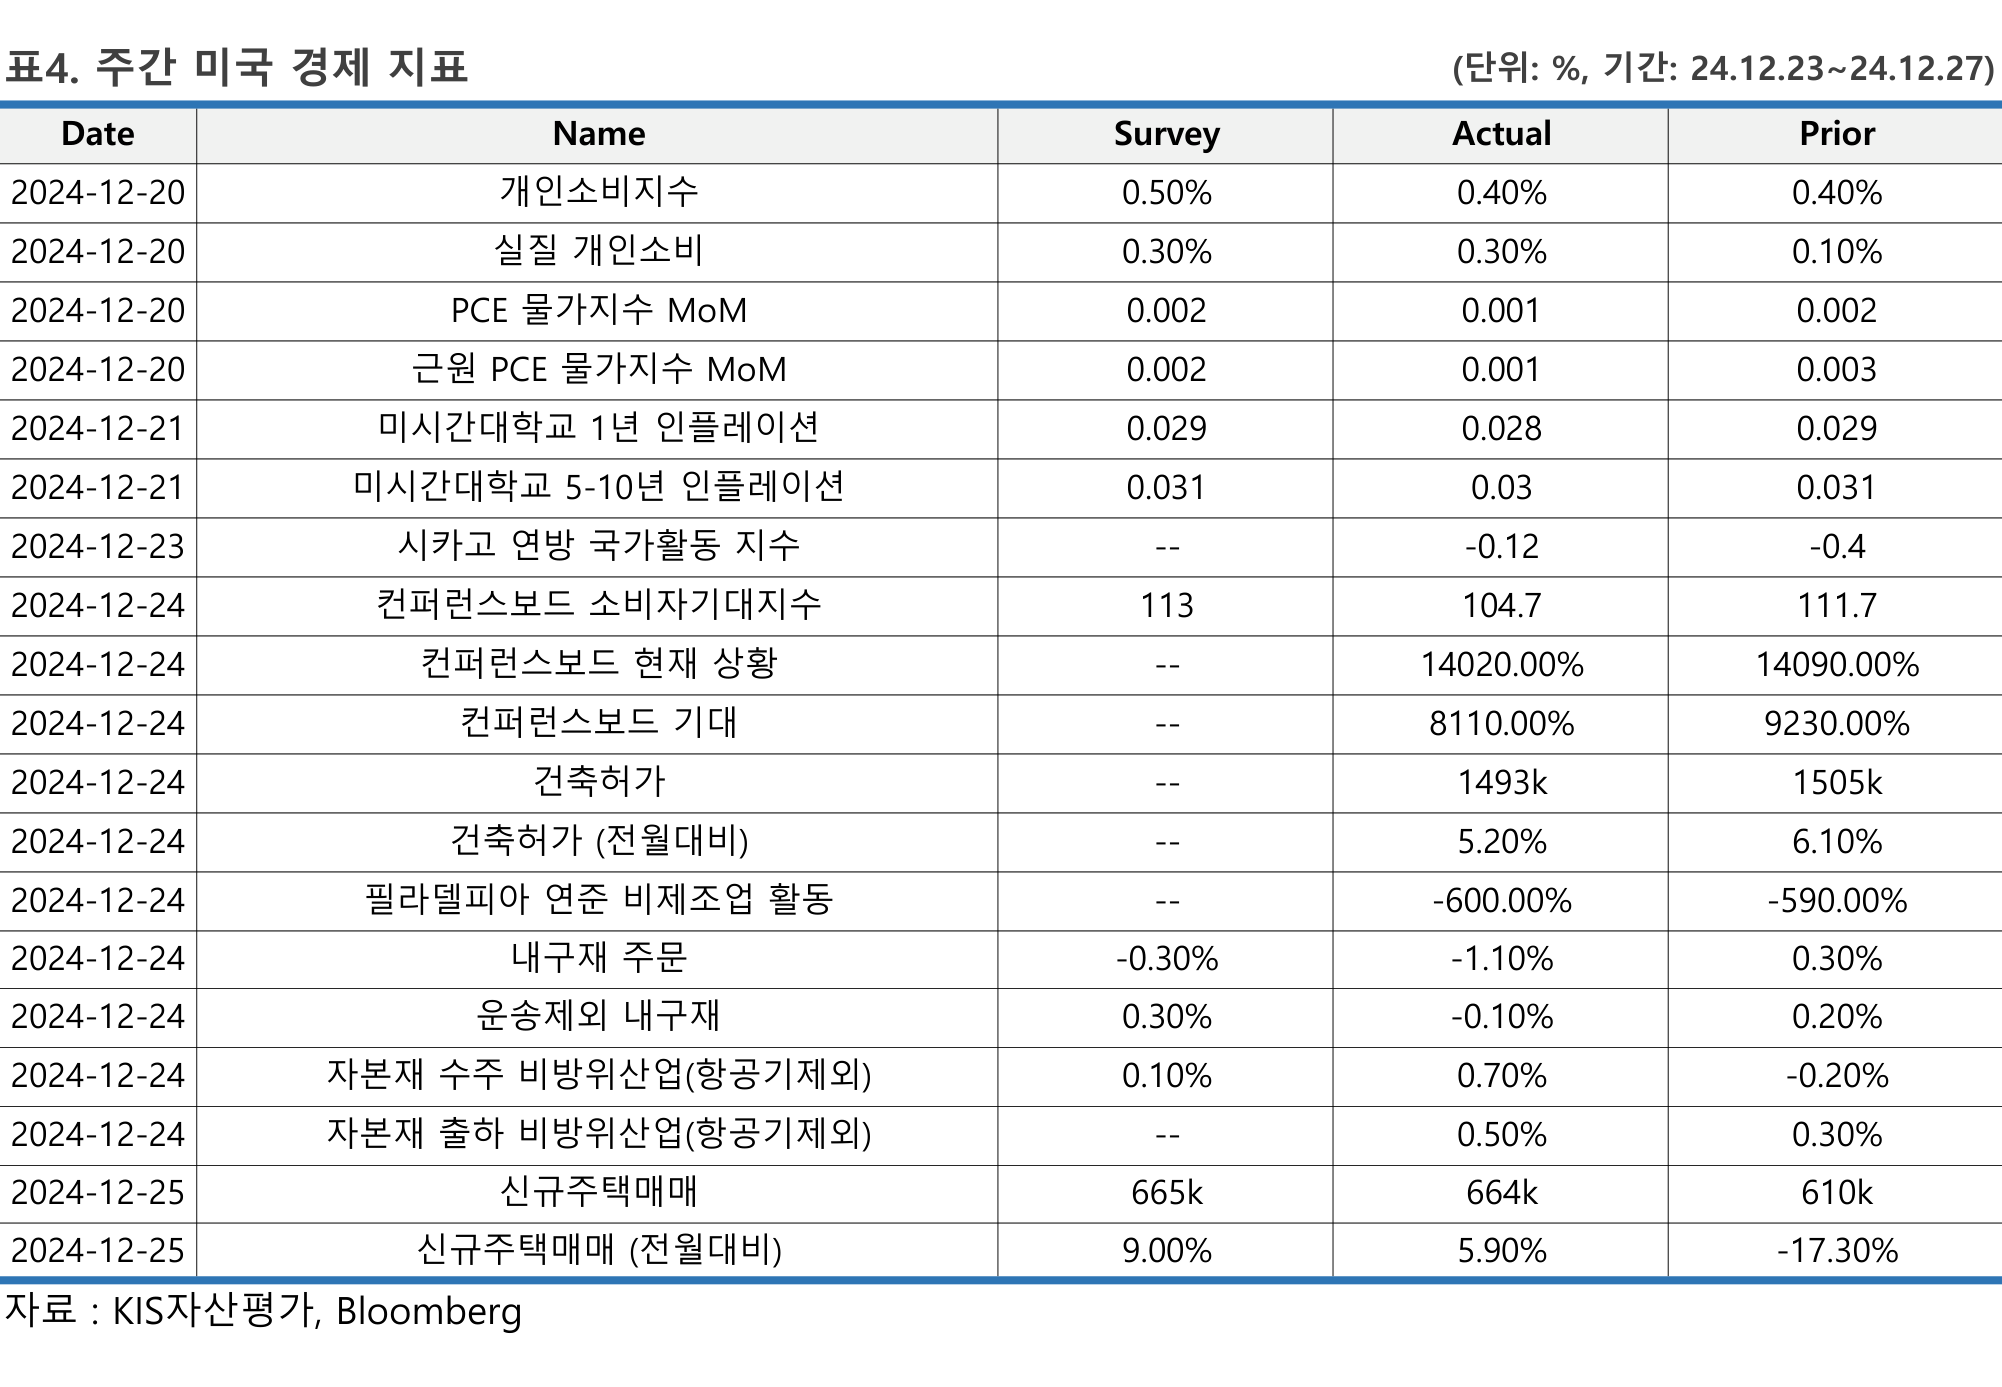 표4. 주간 미국 경제 지표 (단위: %, 기간: 24.12.23~24.12.27)
Date Name Survey Actual Prior
2024-12-20 개인소비지수 0.50% 0.40% 0.40%
2024-12-20 실질 개인소비 0.30% 0.30% 0.10%
2024-12-20 PCE 물가지수 MoM 0.002 0.001 0.002
2024-12-20 근원 PCE 물가지수 MoM 0.002 0.001 0.003
2024-12-21 미시간대학교 1년 인플레이션 0.029 0.028 0.029
2024-12-21 미시간대학교 5-10년 인플레이션 0.031 0.03 0.031
2024-12-23 시카고 연방 국가활동 지수 -- -0.12 -0.4
2024-12-24 컨퍼런스보드 소비자기대지수 113 104.7 111.7
2024-12-24 컨퍼런스보드 현재 상황 -- 14020.00% 14090.00%
2024-12-24 컨퍼런스보드 기대 -- 8110.00% 9230.00%
2024-12-24 건축허가 -- 1493k 1505k
2024-12-24 건축허가 (전월대비) -- 5.20% 6.10%
2024-12-24 필라델피아 연준 비제조업 활동 -- -600.00% -590.00%
2024-12-24 내구재 주문 -0.30% -1.10% 0.30%
2024-12-24 운송제외 내구재 0.30% -0.10% 0.20%
2024-12-24 자본재 수주 비방위산업(항공기제외) 0.10% 0.70% -0.20%
2024-12-24 자본재 출하 비방위산업(항공기제외) -- 0.50% 0.30%
2024-12-25 신규주택매매 665k 664k 610k
2024-12-25 신규주택매매 (전월대비) 9.00% 5.90% -17.30%
자료 : KIS자산평가, Bloomberg